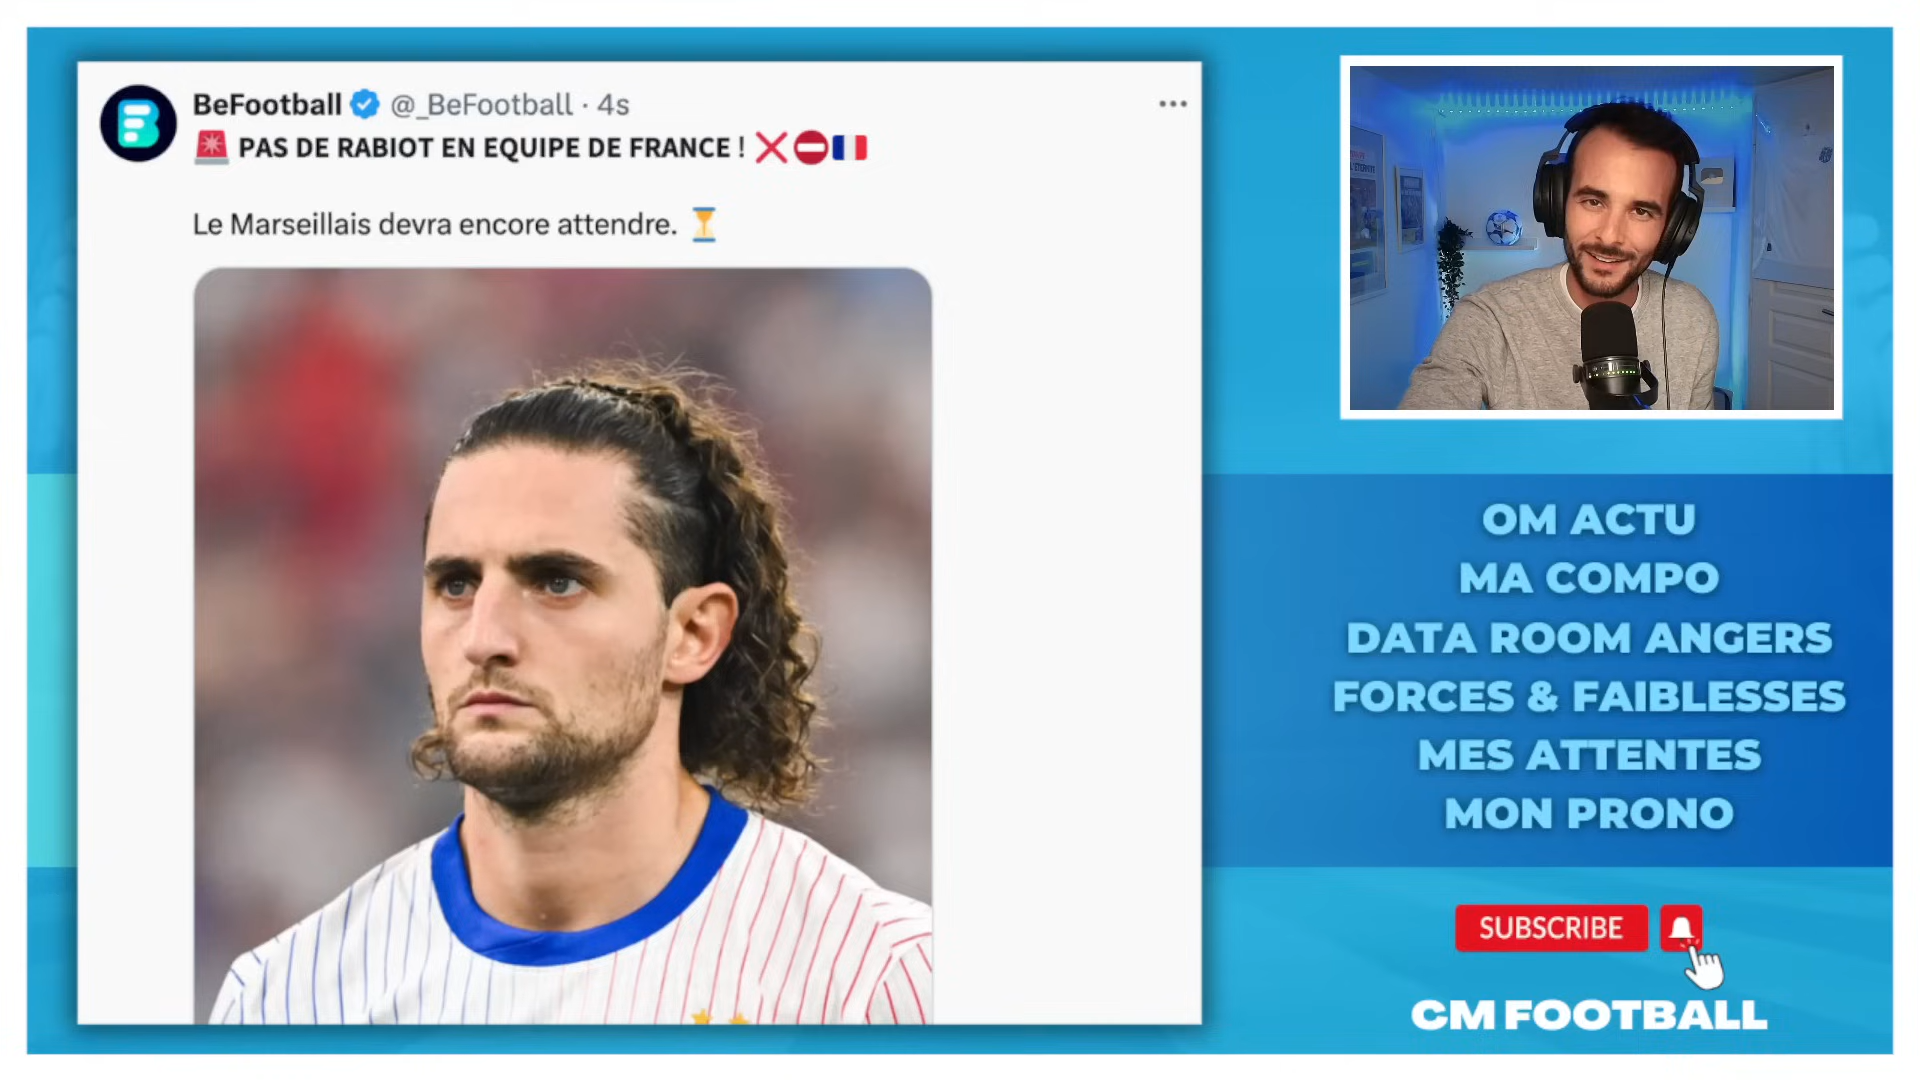 BeFootball @_BeFootball · 4s
🚨 PAS DE RABIOT EN EQUIPE DE FRANCE ! ❌⛔🇫🇷
Le Marseillais devra encore attendre. ⏳
OM ACTU
MA COMPO
DATA ROOM ANGERS
FORCES & FAIBLESSES
MES ATTENTES
MON PRONO
SUBSCRIBE
CM FOOTBALL